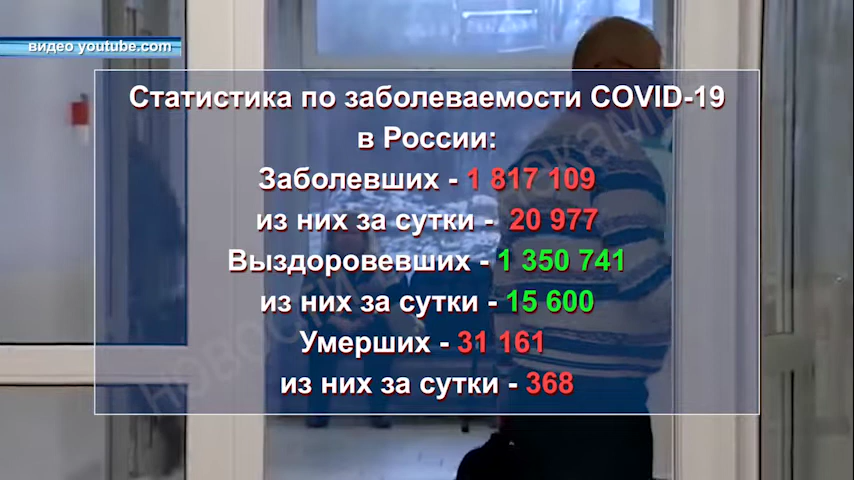 видео youtube.com
Статистика по заболеваемости COVID-19
в России:
Заболевших - 1 817 109
из них за сутки - 20 977
Выздоровевших - 1 350 741
из них за сутки - 15 600
Умерших - 31 161
из них за сутки - 368
НОВОСТИ